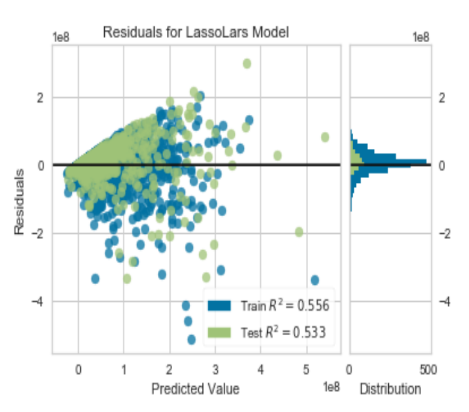 Residuals for LassoLars Model
1e8
1e8
2
0
−2
−4
2
0
−2
−4
Residuals
Train R² = 0.556
Test R² = 0.533
0 1 2 3 4 5
1e8
0 500
Predicted Value
Distribution